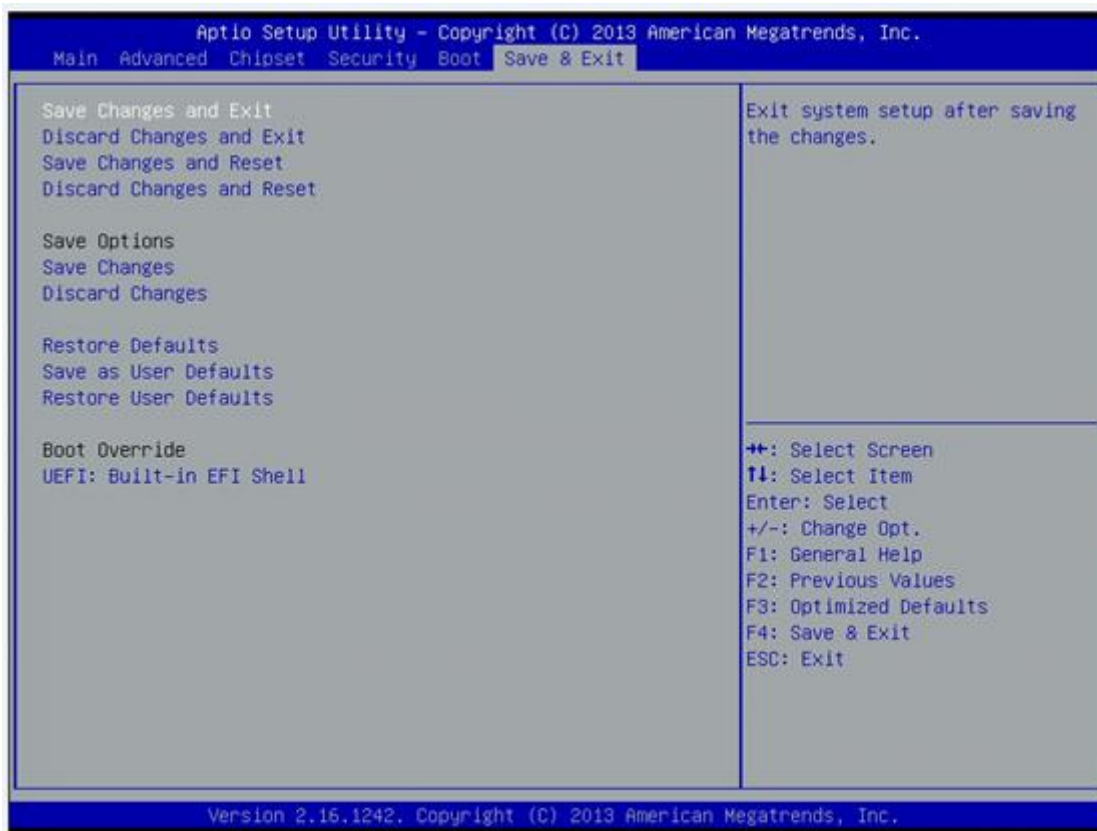 Aptio Setup Utility – Copyright (C) 2013 American Megatrends, Inc.
Main Advanced Chipset Security Boot Save & Exit
Save Changes and Exit
Discard Changes and Exit
Save Changes and Reset
Discard Changes and Reset
Save Options
Save Changes
Discard Changes
Restore Defaults
Save as User Defaults
Restore User Defaults
Boot Override
UEFI: Built-in EFI Shell
Exit system setup after saving
the changes.
→←: Select Screen
↑↓: Select Item
Enter: Select
+/-: Change Opt.
F1: General Help
F2: Previous Values
F3: Optimized Defaults
F4: Save & Exit
ESC: Exit
Version 2.16.1242. Copyright (C) 2013 American Megatrends, Inc.